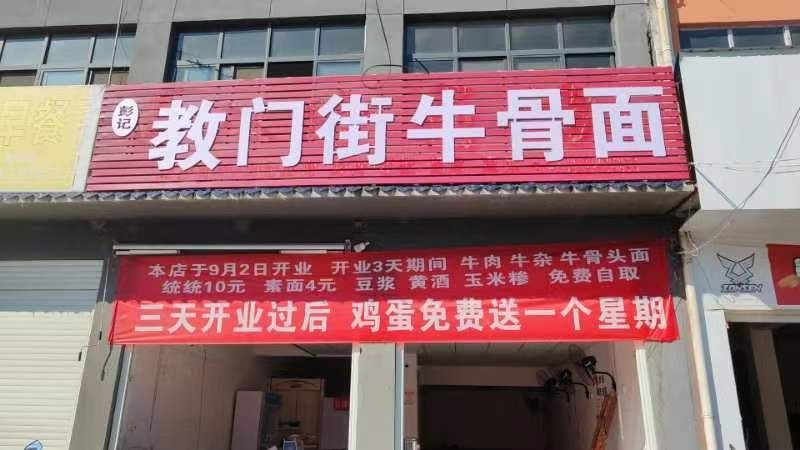 早餐
彭记
教门街牛骨面
本店于9月2日开业 开业3天期间 牛肉 牛杂 牛骨头面
统统10元 素面4元 豆浆 黄酒 玉米糁 免费自取
三天开业过后 鸡蛋免费送一个星期